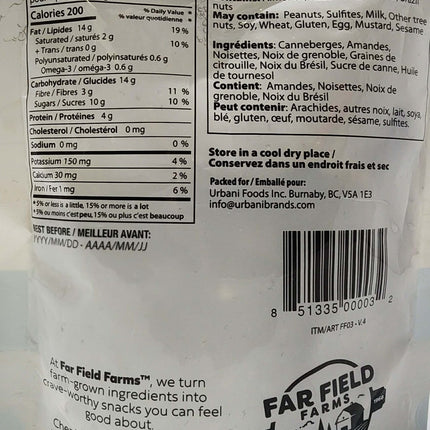 Calories 200
% Daily Value *
% valeur quotidienne *
Fat / Lipides 14 g 19 %
Saturated / saturés 2 g
+ Trans / trans 0 g 10 %
Polyunsaturated / polyinsaturés 0.6 g
Omega-3 / oméga-3 0.6 g
Carbohydrate / Glucides 14 g
Fibre / Fibres 3 g 11 %
Sugars / Sucres 10 g 10 %
Protein / Protéines 4 g
Cholesterol / Cholestérol 0 mg
Sodium 0 mg 0 %
Potassium 150 mg 4 %
Calcium 30 mg 2 %
Iron / Fer 1 mg 6 %
* 5% or less is a little, 15% or more is a lot
* 5% ou moins c'est peu, 15% ou plus c'est beaucoup
BEST BEFORE / MEILLEUR AVANT:
YYYY/MM/DD - AAAA/MM/JJ
nuts
May contain: Peanuts, Sulfites, Milk, Other tree
nuts, Soy, Wheat, Gluten, Egg, Mustard, Sesame
Ingrédients: Canneberges, Amandes,
Noisettes, Noix de grenoble, Graines de
citrouille, Noix du Brésil, Sucre de canne, Huile
de tournesol
Contient: Amandes, Noisettes, Noix de
grenoble, Noix du Brésil
Peut contenir: Arachides, autres noix, lait, soya,
blé, gluten, œuf, moutarde, sésame, sulfites.
Store in a cool dry place /
Conservez dans un endroit frais et sec
Packed for / Emballé pour:
Urbani Foods Inc. Burnaby, BC, V5A 1E3
info@urbanibrands.com
8 51335 00003 2
ITM/ART FF03 - V.4
At Far Field Farms™, we turn
farm-grown ingredients into
crave-worthy snacks you can feel
good about.
FAR FIELD
FARMS